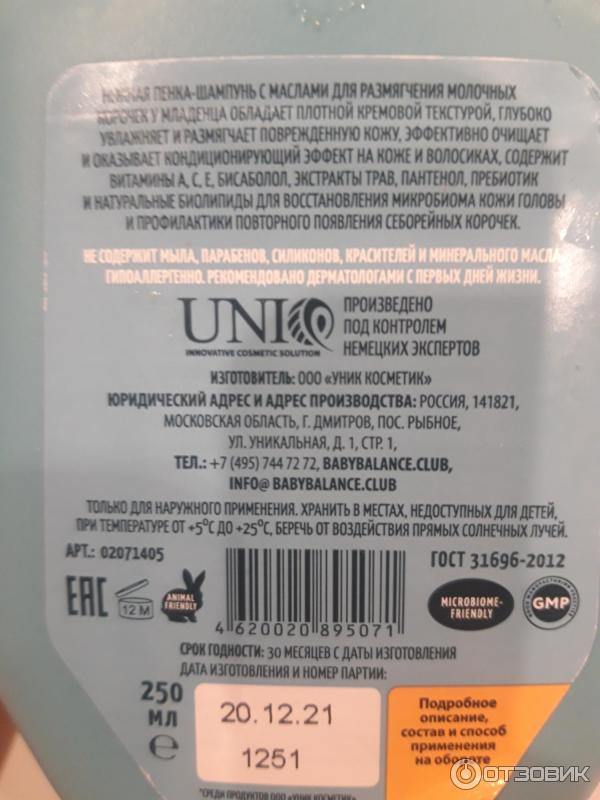 НЕЖНАЯ ПЕНКА-ШАМПУНЬ С МАСЛАМИ ДЛЯ РАЗМЯГЧЕНИЯ МОЛОЧНЫХ
КОРОЧЕК У МЛАДЕНЦА ОБЛАДАЕТ ПЛОТНОЙ КРЕМОВОЙ ТЕКСТУРОЙ, ГЛУБОКО
УВЛАЖНЯЕТ И РАЗМЯГЧАЕТ ПОВРЕЖДЕННУЮ КОЖУ, ЭФФЕКТИВНО ОЧИЩАЕТ
И ОКАЗЫВАЕТ КОНДИЦИОНИРУЮЩИЙ ЭФФЕКТ НА КОЖЕ И ВОЛОСИКАХ, СОДЕРЖИТ
ВИТАМИНЫ А, С, Е, БИСАБОЛОЛ, ЭКСТРАКТЫ ТРАВ, ПАНТЕНОЛ, ПРЕБИОТИК
И НАТУРАЛЬНЫЕ БИОЛИПИДЫ ДЛЯ ВОССТАНОВЛЕНИЯ МИКРОБИОМА КОЖИ ГОЛОВЫ
И ПРОФИЛАКТИКИ ПОВТОРНОГО ПОЯВЛЕНИЯ СЕБОРЕЙНЫХ КОРОЧЕК.
НЕ СОДЕРЖИТ МЫЛА, ПАРАБЕНОВ, СИЛИКОНОВ, КРАСИТЕЛЕЙ И МИНЕРАЛЬНОГО МАСЛА
ГИПОАЛЛЕРГЕННО. РЕКОМЕНДОВАНО ДЕРМАТОЛОГАМИ С ПЕРВЫХ ДНЕЙ ЖИЗНИ.
UNIQ
INNOVATIVE COSMETIC SOLUTION
ПРОИЗВЕДЕНО
ПОД КОНТРОЛЕМ
НЕМЕЦКИХ ЭКСПЕРТОВ
ИЗГОТОВИТЕЛЬ: ООО «УНИК КОСМЕТИК»
ЮРИДИЧЕСКИЙ АДРЕС И АДРЕС ПРОИЗВОДСТВА: РОССИЯ, 141821,
МОСКОВСКАЯ ОБЛАСТЬ, Г. ДМИТРОВ, ПОС. РЫБНОЕ,
УЛ. УНИКАЛЬНАЯ, Д. 1, СТР. 1,
ТЕЛ.: +7 (495) 744 72 72, BABYBALANCE.CLUB,
INFO@ BABYBALANCE.CLUB
ТОЛЬКО ДЛЯ НАРУЖНОГО ПРИМЕНЕНИЯ. ХРАНИТЬ В МЕСТАХ, НЕДОСТУПНЫХ ДЛЯ ДЕТЕЙ,
ПРИ ТЕМПЕРАТУРЕ ОТ +5°С ДО +25°С, БЕРЕЧЬ ОТ ВОЗДЕЙСТВИЯ ПРЯМЫХ СОЛНЕЧНЫХ ЛУЧЕЙ.
АРТ.: 02071405
ГОСТ 31696-2012
EAC
12 M
ANIMAL
FRIENDLY
4 620020 895071
MICROBIOME-
FRIENDLY
GMP
СРОК ГОДНОСТИ: 30 МЕСЯЦЕВ С ДАТЫ ИЗГОТОВЛЕНИЯ
ДАТА ИЗГОТОВЛЕНИЯ И НОМЕР ПАРТИИ:
250
МЛ
℮
20.12.21
1251
Подробное
описание,
состав и способ
применения
на обороте
*СРЕДИ ПРОДУКТОВ ООО «УНИК КОСМЕТИК»
ОТЗОВИК